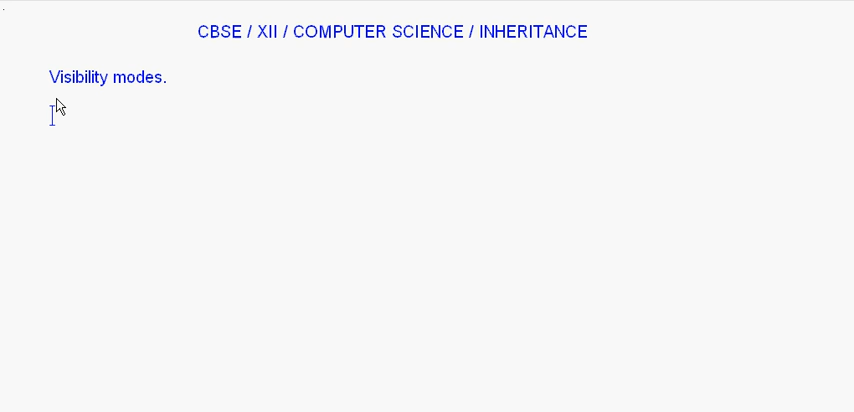 CBSE / XII / COMPUTER SCIENCE / INHERITANCE
Visibility modes.